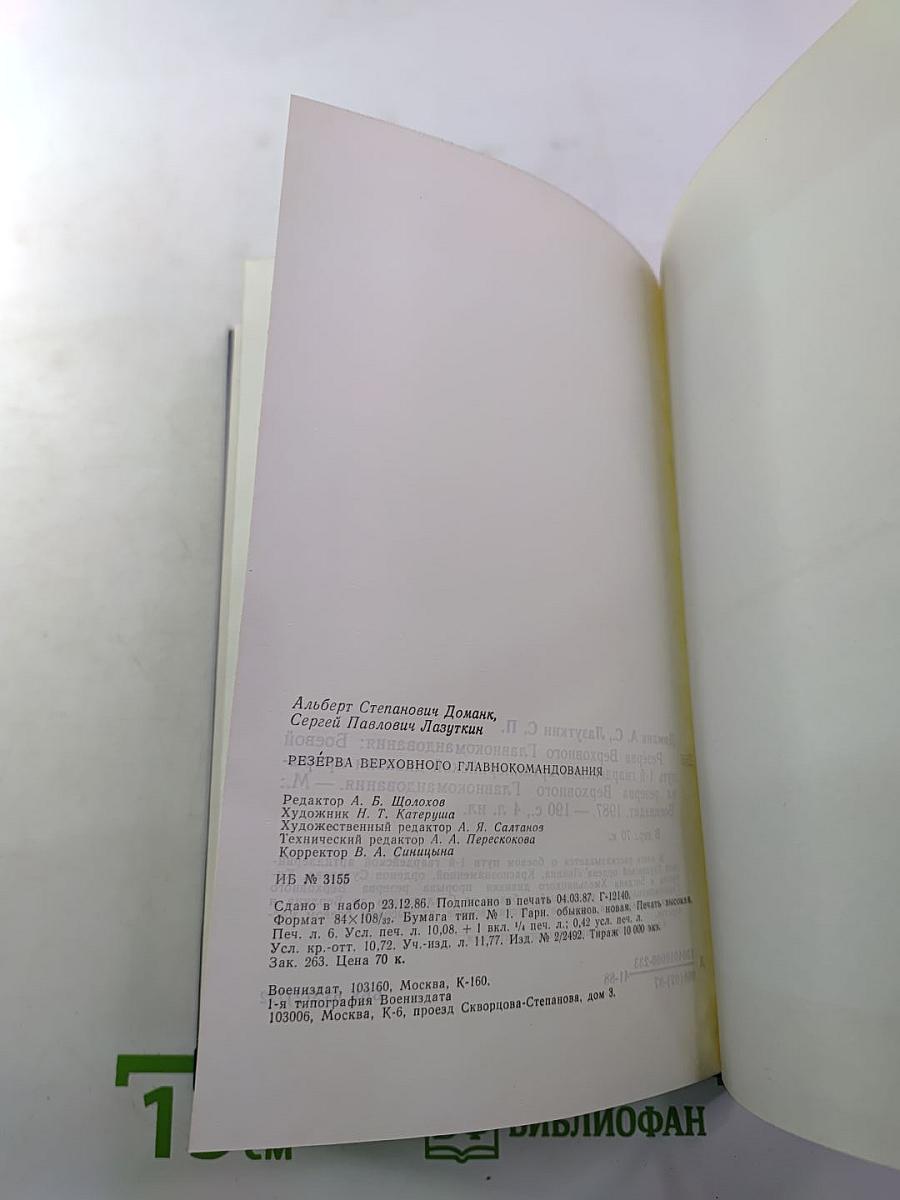 Альберт Степанович Доманк,
Сергей Павлович Лазуткин
РЕЗЕ́РВА ВЕРХОВНОГО ГЛАВНОКОМАНДОВАНИЯ
Редактор А. Б. Щолохов
Художник Н. Т. Катеруша
Художественный редактор А. Я. Салтанов
Технический редактор А. А. Перескокова
Корректор В. А. Синицына
ИБ № 3155
Сдано в набор 23.12.86. Подписано в печать 04.03.87. Г-12140.
Формат 84×108/32. Бумага тип. № 1. Гарн. обыкнов. новая. Печать высокая.
Печ. л. 6. Усл. печ. л. 10,08. + 1 вкл. 1/4 печ. л.; 0,42 усл. печ. л.
Усл. кр.-отт. 10,72. Уч.-изд. л. 11,77. Изд. № 2/2492. Тираж 10 000 экз.
Зак. 263. Цена 70 к.
Воениздат, 103160, Москва, К-160.
1-я типография Воениздата
103006, Москва, К-6, проезд Скворцова-Степанова, дом 3.
см
БИБЛИОФАН